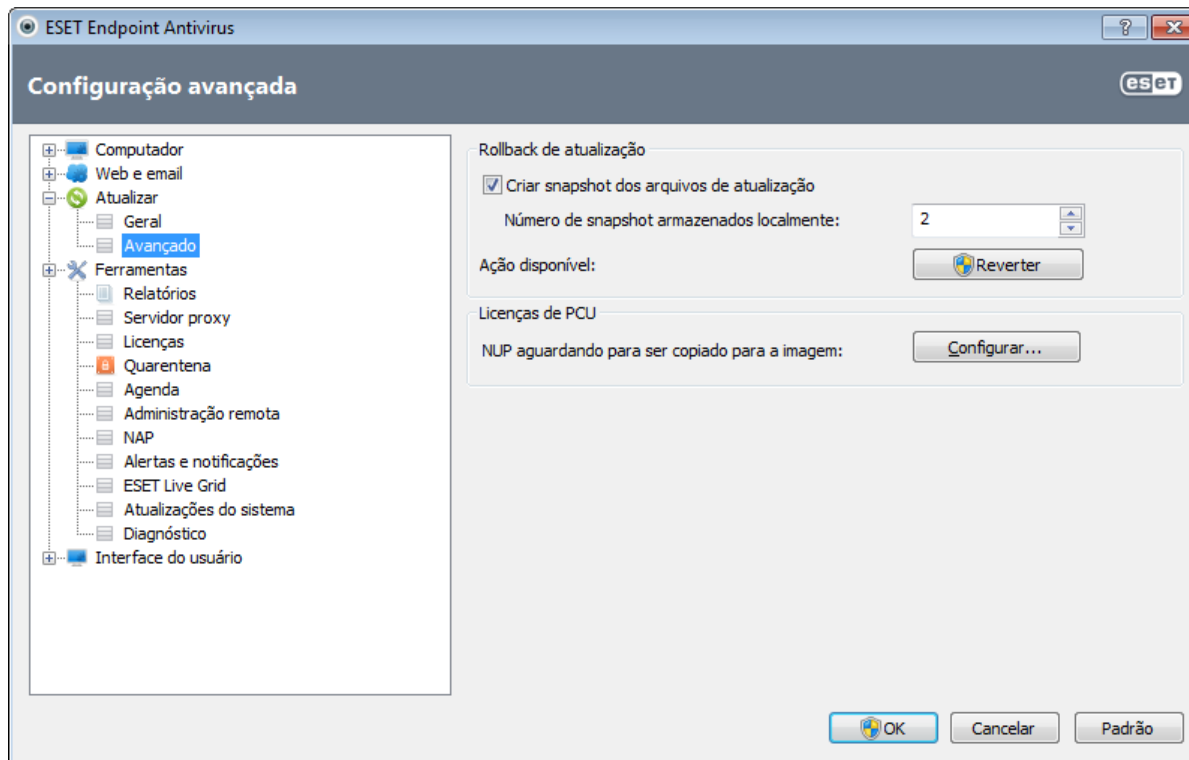 ESET Endpoint Antivirus
Configuração avançada
eset
Computador
Web e email
Atualizar
Geral
Avançado
Ferramentas
Relatórios
Servidor proxy
Licenças
Quarentena
Agenda
Administração remota
NAP
Alertas e notificações
ESET Live Grid
Atualizações do sistema
Diagnóstico
Interface do usuário
Rollback de atualização
Criar snapshot dos arquivos de atualização
Número de snapshot armazenados localmente: 2
Ação disponível: Reverter
Licenças de PCU
NUP aguardando para ser copiado para a imagem: Configurar...
OK Cancelar Padrão